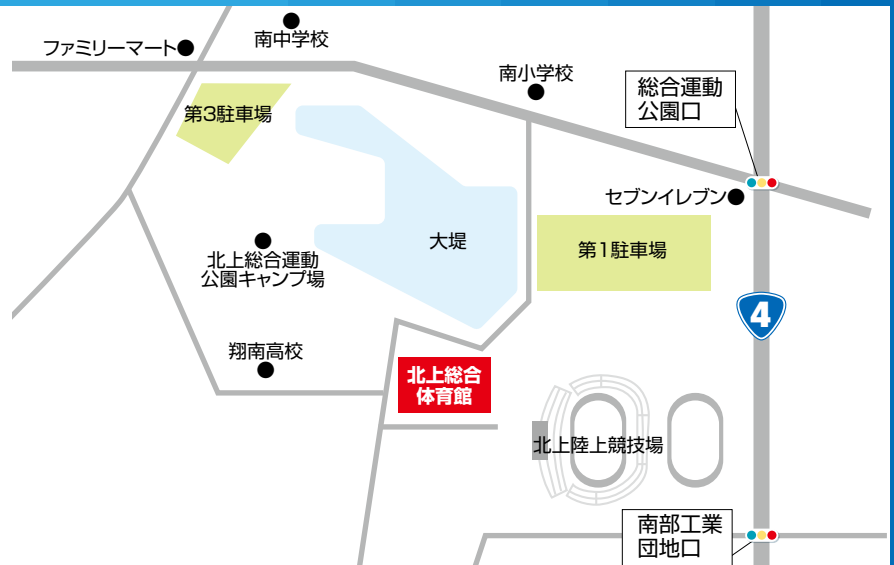 南中学校
ファミリーマート
南小学校
総合運動
公園口
第3駐車場
セブンイレブン
大堤
第1駐車場
北上総合運動
公園キャンプ場
4
翔南高校
北上総合
体育館
北上陸上競技場
南部工業
団地口